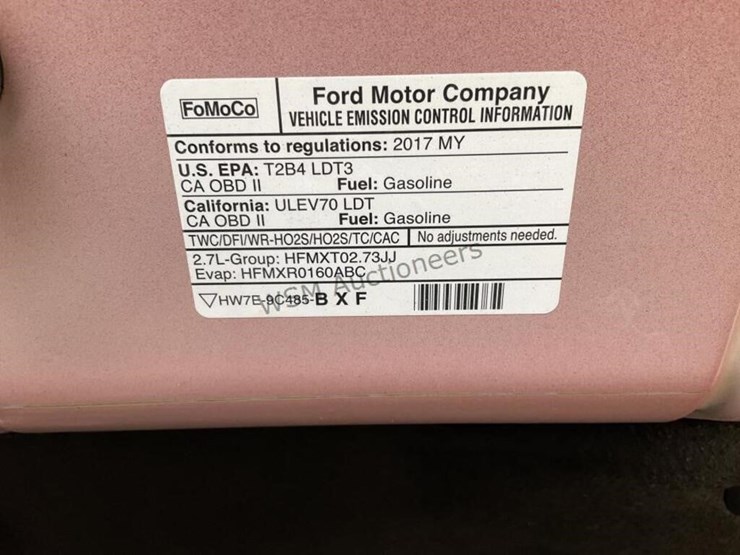 FoMoCo
Ford Motor Company
VEHICLE EMISSION CONTROL INFORMATION
Conforms to regulations: 2017 MY
U.S. EPA: T2B4 LDT3
CA OBD II Fuel: Gasoline
California: ULEV70 LDT
CA OBD II Fuel: Gasoline
TWC/DFI/WR-HO2S/HO2S/TC/CAC No adjustments needed.
2.7L-Group: HFMXT02.73JJ
Evap: HFMXR0160ABC
HW7E-9C485-B X F
WSM Auctioneers